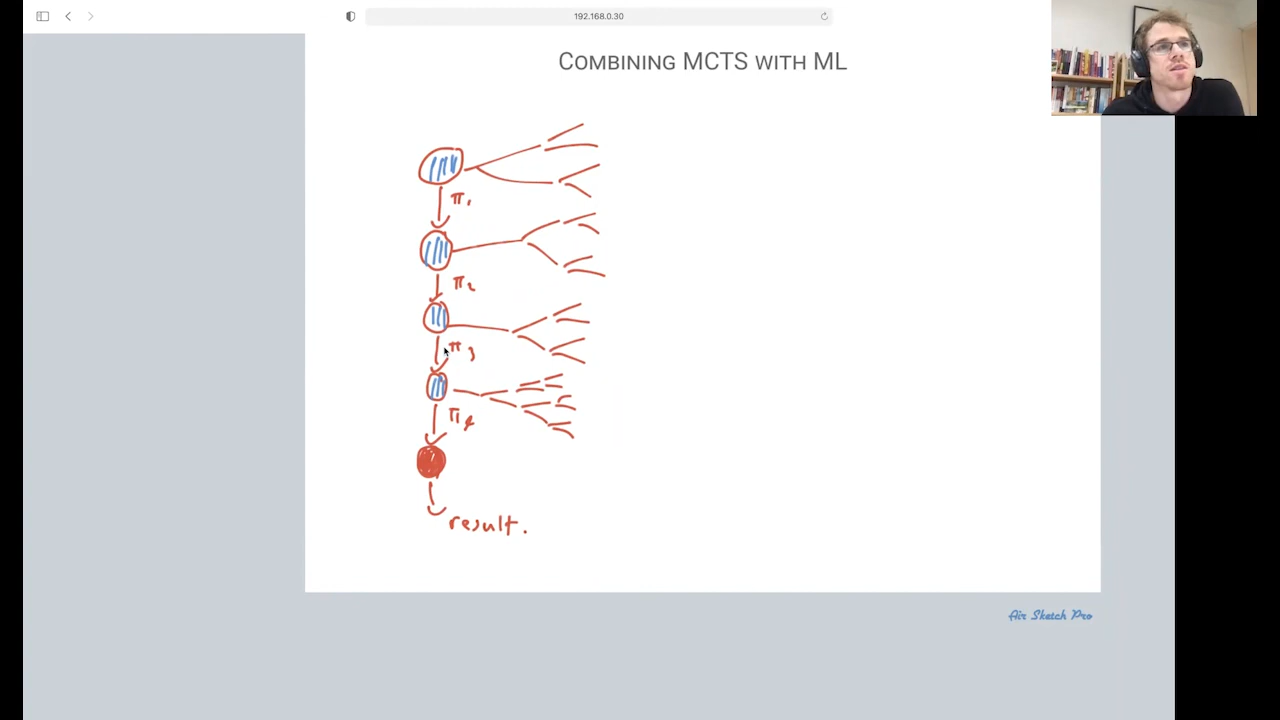 192.168.0.30
COMBINING MCTS WITH ML
π₁
π₂
π₃
π₄
result.
Air Sketch Pro